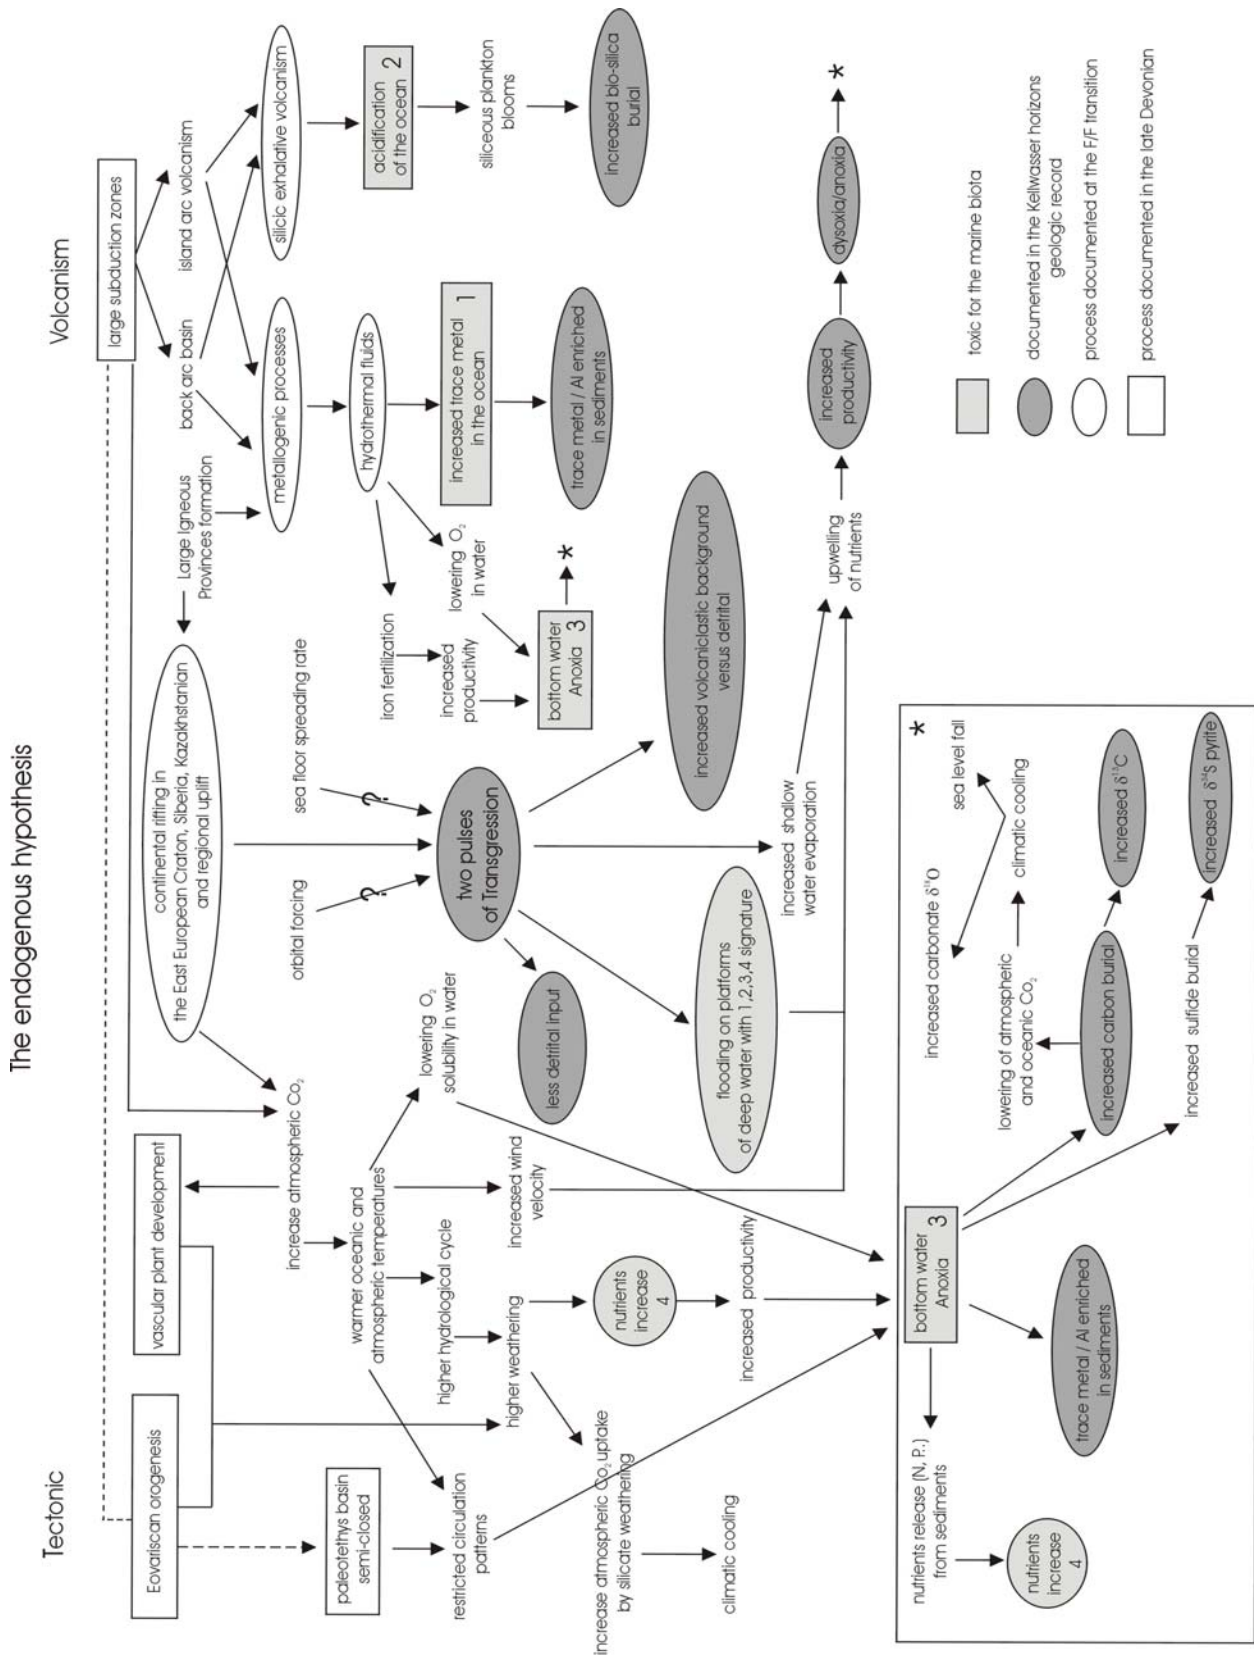 The endogenous hypothesis
Tectonic
Volcanism
Eovariscan orogenesis
vascular plant development
large subduction zones
back arc basin
island arc volcanism
Large Igneous
Provinces formation
continental rifting in
the East European Craton, Siberia, Kazakhstanian
and regional uplift
metallogenic processes
silicic exhalative volcanism
increase atmospheric Co₂
orbital forcing
sea floor spreading rate
paleotethys basin
semi-closed
warmer oceanic and
atmospheric temperatures
lowering O₂
solubility in water
hydrothermal fluids
acidification
of the ocean 2
iron fertilization
lowering O₂
in water
increased trace metal
in the ocean 1
siliceous plankton
blooms
restricted circulation
patterns
higher hydrological cycle
higher weathering
increased wind
velocity
less detrital input
two pulses
of Transgression
¿
¿
increased
productivity
bottom water
Anoxia 3
*
trace metal / Al enriched
in sediments
increased bio-silica
burial
increase atmospheric Co₂ uptake
by silicate weathering
climatic cooling
nutrients
increase
4
increased productivity
flooding on platforms
of deep water with 1,2,3,4 signature
increased shallow
water evaporation
increased volcaniclastic background
versus detrital
upwelling
of nutrients
increased
productivity
dysoxia/anoxia
*
nutrients release (N, P..)
from sediments
nutrients
increase
4
bottom water
Anoxia 3
trace metal / Al enriched
in sediments
increased carbonate δ¹⁸O
sea level fall
*
lowering of atmospheric
and oceanic Co₂
climatic cooling
increased carbon burial
increased δ¹³C
increased sulfide burial
increased δ³⁴S pyrite
toxic for the marine biota
documented in the Kellwasser horizons
geologic record
process documented at the F/F transition
process documented in the late Devonian